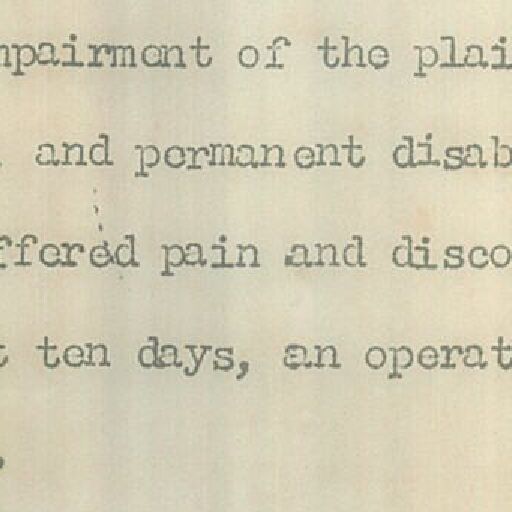 mpairment of the plai
, and permanent disab
ffered pain and disco
t ten days, an operat
,